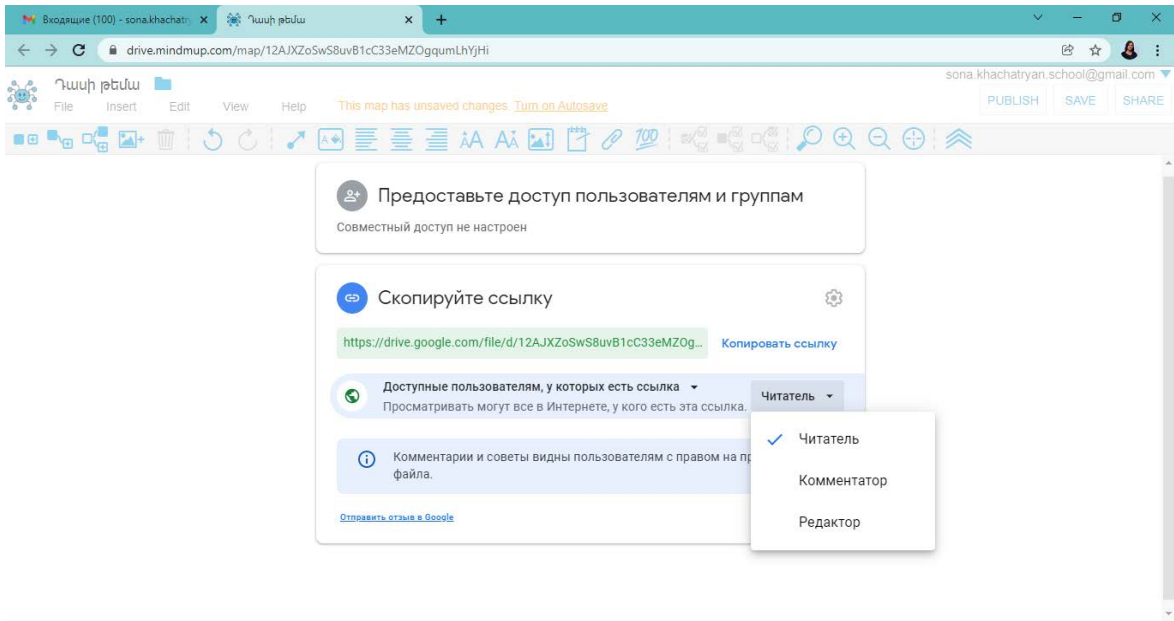 Входящие (100) - sona.khachatr
Դասի թեմա
drive.mindmup.com/map/12AJXZoSwS8uvB1cC33eMZOgqumLhYjHi
sona.khachatryan.school@gmail.com
Դասի թեմա
File Insert Edit View Help This map has unsaved changes. Turn on Autosave PUBLISH SAVE SHARE
Предоставьте доступ пользователям и группам
Совместный доступ не настроен
Скопируйте ссылку
https://drive.google.com/file/d/12AJXZoSwS8uvB1cC33eMZOg... Копировать ссылку
Доступные пользователям, у которых есть ссылка
Просматривать могут все в Интернете, у кого есть эта ссылка.
Читатель
Читатель
Комментарии и советы видны пользователям с правом на
файла.
Комментатор
Редактор
Отправить отзыв в Google